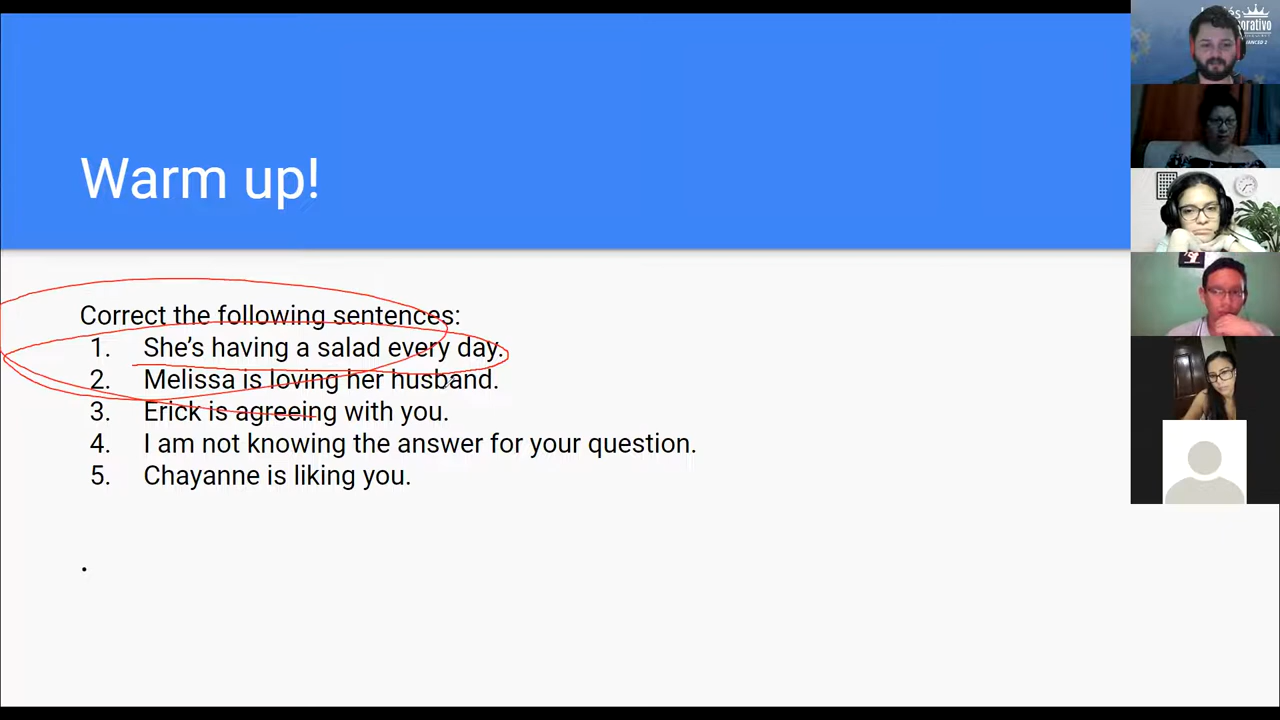 Warm up!
Correct the following sentences:
1. She's having a salad every day.
2. Melissa is loving her husband.
3. Erick is agreeing with you.
4. I am not knowing the answer for your question.
5. Chayanne is liking you.
.